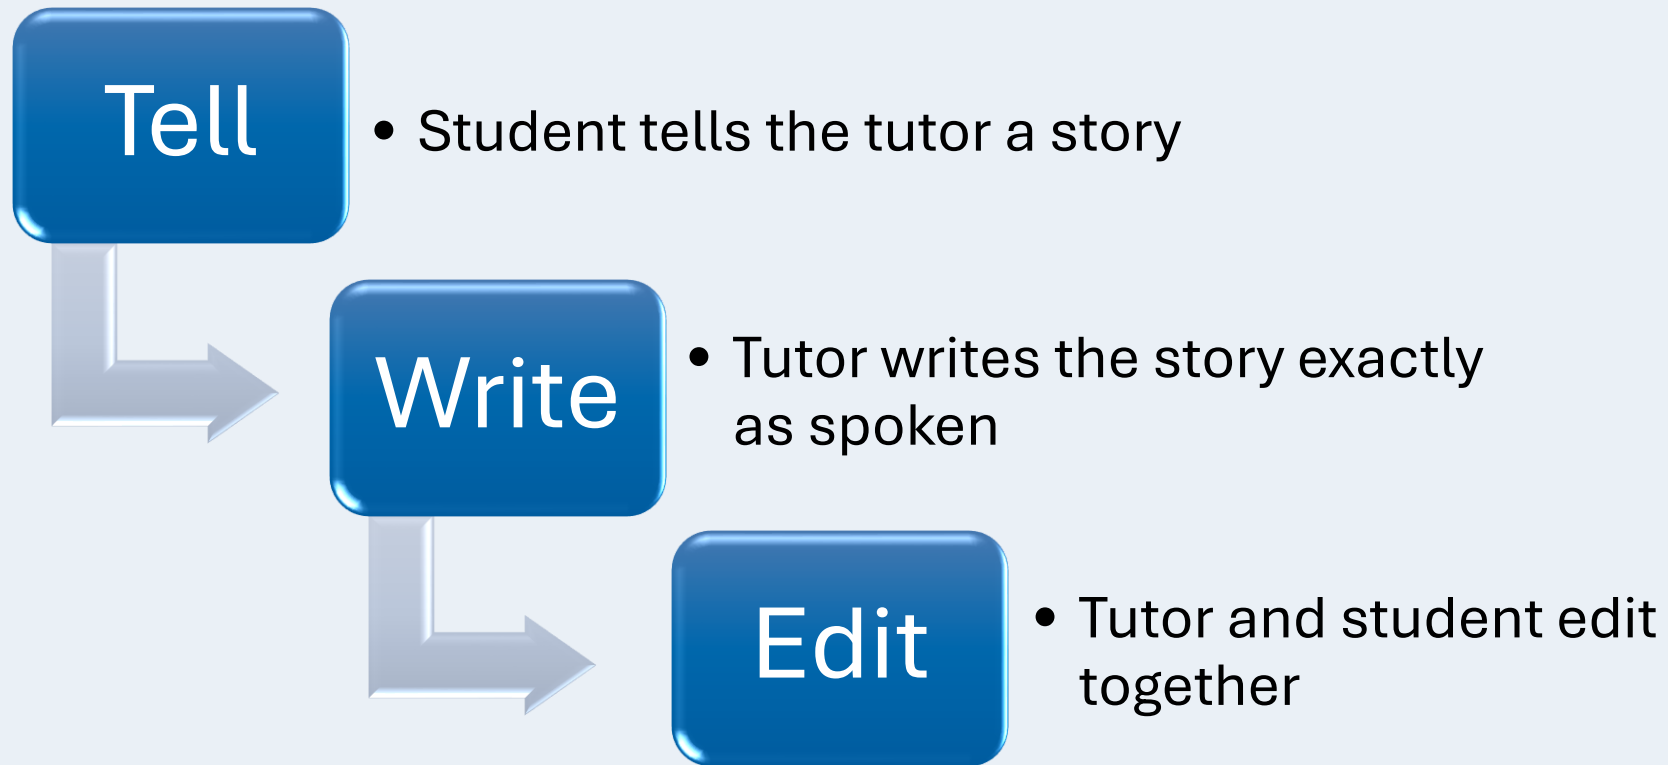 Tell
• Student tells the tutor a story
Write
• Tutor writes the story exactly
as spoken
Edit
• Tutor and student edit
together